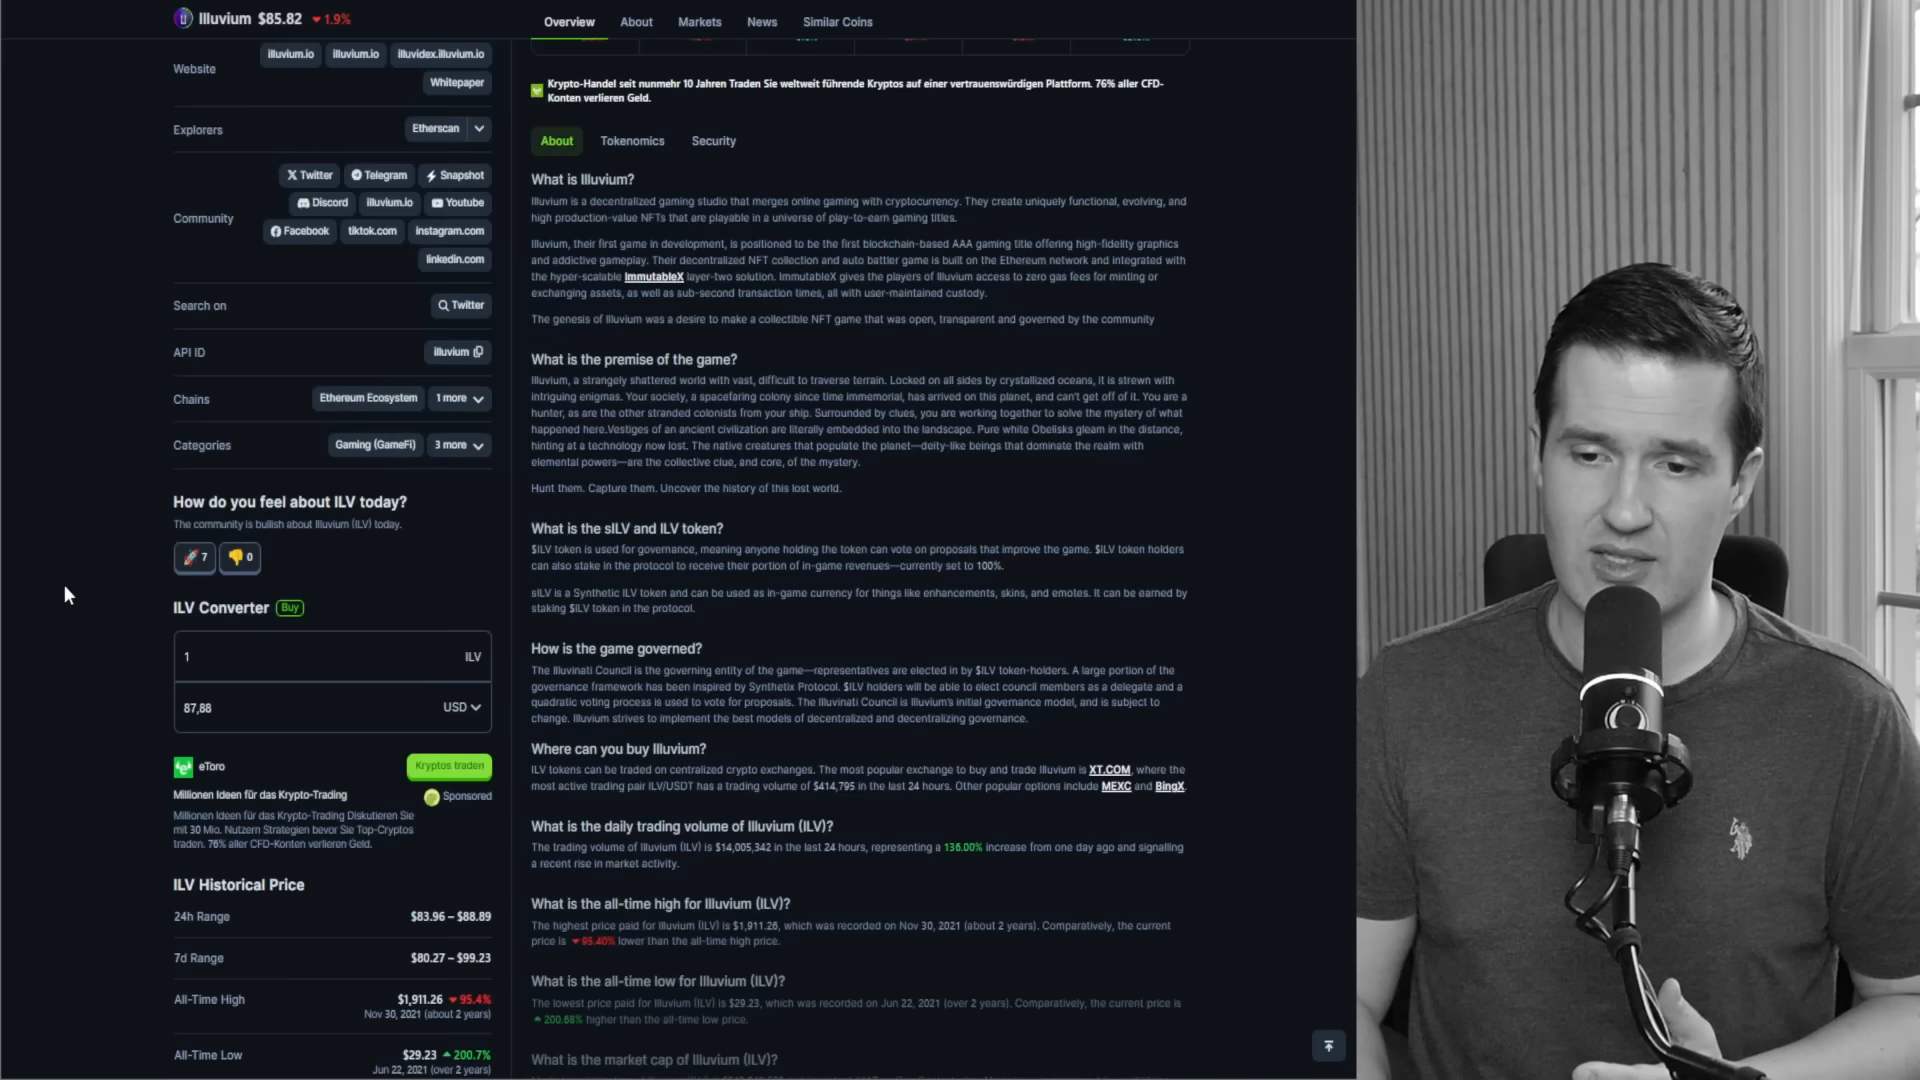 Illuvium $85.82 1.9%
Overview About Markets News Similar Coins
Website
illuvium.io illuvium.io illuvidex.illuvium.io
Whitepaper
Explorers Etherscan
Community
Twitter Telegram Snapshot
Discord illuvium.io Youtube
Facebook tiktok.com instagram.com
linkedin.com
Search on Twitter
API ID illuvium
Chains Ethereum Ecosystem 1 more
Categories Gaming (GameFi) 3 more
How do you feel about ILV today?
The community is bullish about Illuvium (ILV) today.
7 0
ILV Converter Buy
1 ILV
87,88 USD
eToro Kryptos traden
Millionen Ideen für das Krypto-Trading Sponsored
Millionen Ideen für das Krypto-Trading Diskutieren Sie
mit 30 Mio. Nutzern Strategien bevor Sie Top-Cryptos
traden. 76% aller CFD-Konten verlieren Geld.
ILV Historical Price
24h Range $83.96 – $88.89
7d Range $80.27 – $99.23
All-Time High $1,911.26 95.4%
Nov 30, 2021 (about 2 years)
All-Time Low $29.23 200.7%
Jun 22, 2021 (over 2 years)
Krypto-Handel seit nunmehr 10 Jahren Traden Sie weltweit führende Kryptos auf einer vertrauenswürdigen Plattform. 76% aller CFD-
Konten verlieren Geld.
About Tokenomics Security
What is Illuvium?
Illuvium is a decentralized gaming studio that merges online gaming with cryptocurrency. They create uniquely functional, evolving, and
high production-value NFTs that are playable in a universe of play-to-earn gaming titles.
Illuvium, their first game in development, is positioned to be the first blockchain-based AAA gaming title offering high-fidelity graphics
and addictive gameplay. Their decentralized NFT collection and auto battler game is built on the Ethereum network and integrated with
the hyper-scalable ImmutableX layer-two solution. ImmutableX gives the players of Illuvium access to zero gas fees for minting or
exchanging assets, as well as sub-second transaction times, all with user-maintained custody.
The genesis of Illuvium was a desire to make a collectible NFT game that was open, transparent and governed by the community
What is the premise of the game?
Illuvium, a strangely shattered world with vast, difficult to traverse terrain. Locked on all sides by crystallized oceans, it is strewn with
intriguing enigmas. Your society, a spacefaring colony since time immemorial, has arrived on this planet, and can't get off of it. You are a
hunter, as are the other stranded colonists from your ship. Surrounded by clues, you are working together to solve the mystery of what
happened here.Vestiges of an ancient civilization are literally embedded into the landscape. Pure white Obelisks gleam in the distance,
hinting at a technology now lost. The native creatures that populate the planet—deity-like beings that dominate the realm with
elemental powers—are the collective clue, and core, of the mystery.
Hunt them. Capture them. Uncover the history of this lost world.
What is the sILV and ILV token?
$ILV token is used for governance, meaning anyone holding the token can vote on proposals that improve the game. $ILV token holders
can also stake in the protocol to receive their portion of in-game revenues—currently set to 100%.
sILV is a Synthetic ILV token and can be used as in-game currency for things like enhancements, skins, and emotes. It can be earned by
staking $ILV token in the protocol.
How is the game governed?
The Illuvinati Council is the governing entity of the game—representatives are elected in by $ILV token-holders. A large portion of the
governance framework has been inspired by Synthetix Protocol. $ILV holders will be able to elect council members as a delegate and a
quadratic voting process is used to vote for proposals. The Illuvinati Council is Illuvium's initial governance model, and is subject to
change. Illuvium strives to implement the best models of decentralized and decentralizing governance.
Where can you buy Illuvium?
ILV tokens can be traded on centralized crypto exchanges. The most popular exchange to buy and trade Illuvium is XT.COM, where the
most active trading pair ILV/USDT has a trading volume of $414,795 in the last 24 hours. Other popular options include MEXC and BingX.
What is the daily trading volume of Illuvium (ILV)?
The trading volume of Illuvium (ILV) is $14,005,342 in the last 24 hours, representing a 136.00% increase from one day ago and signalling
a recent rise in market activity.
What is the all-time high for Illuvium (ILV)?
The highest price paid for Illuvium (ILV) is $1,911.26, which was recorded on Nov 30, 2021 (about 2 years). Comparatively, the current
price is 95.40% lower than the all-time high price.
What is the all-time low for Illuvium (ILV)?
The lowest price paid for Illuvium (ILV) is $29.23, which was recorded on Jun 22, 2021 (over 2 years). Comparatively, the current price is
200.68% higher than the all-time low price.
What is the market cap of Illuvium (ILV)?